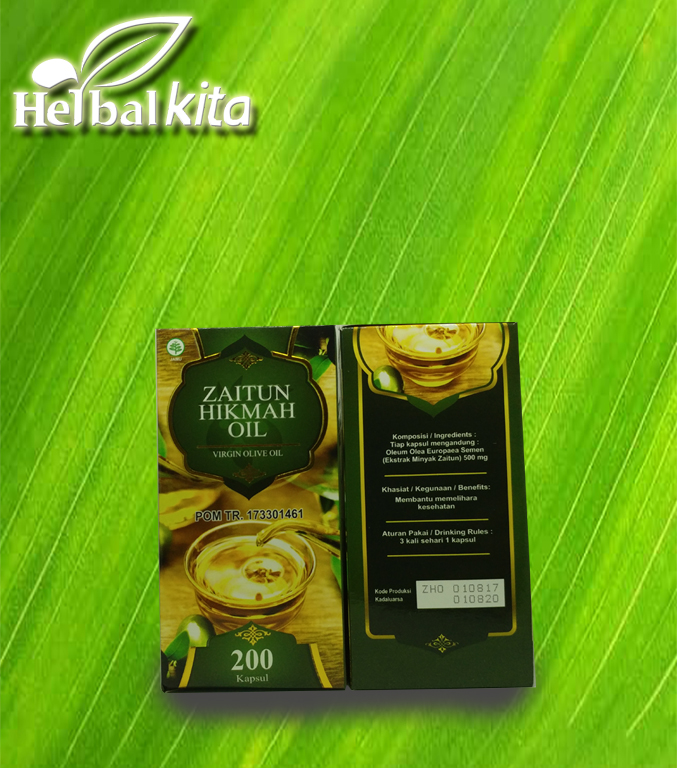 Herbalkita
JAMU
ZAITUN
HIKMAH
OIL
VIRGIN OLIVE OIL
POM TR. 173301461
200
Kapsul
Komposisi / Ingredients :
Tiap kapsul mengandung :
Oleum Olea Europaea Semen
(Ekstrak Minyak Zaitun) 500 mg
Khasiat / Kegunaan / Benefits:
Membantu memelihara
kesehatan
Aturan Pakai / Drinking Rules :
3 kali sehari 1 kapsul
Kode Produksi ZHO 010817
Kadaluarsa 010820